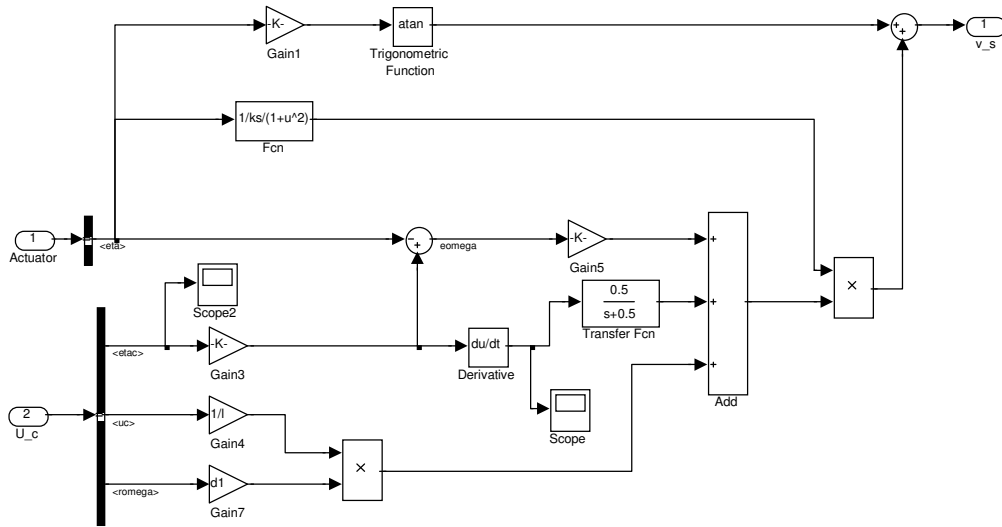 -K-
Gain1
atan
Trigonometric
Function
+
+
1
v_s
1/ks/(1+u^2)
Fcn
1
Actuator
<eta>
−
+
eomega
-K-
Gain5
+
+
+
Add
×
Scope2
0.5
s+0.5
Transfer Fcn
<etac>
-K-
Gain3
du/dt
Derivative
Scope
2
U_c
<uc>
1/l
Gain4
×
<romega>
d1
Gain7